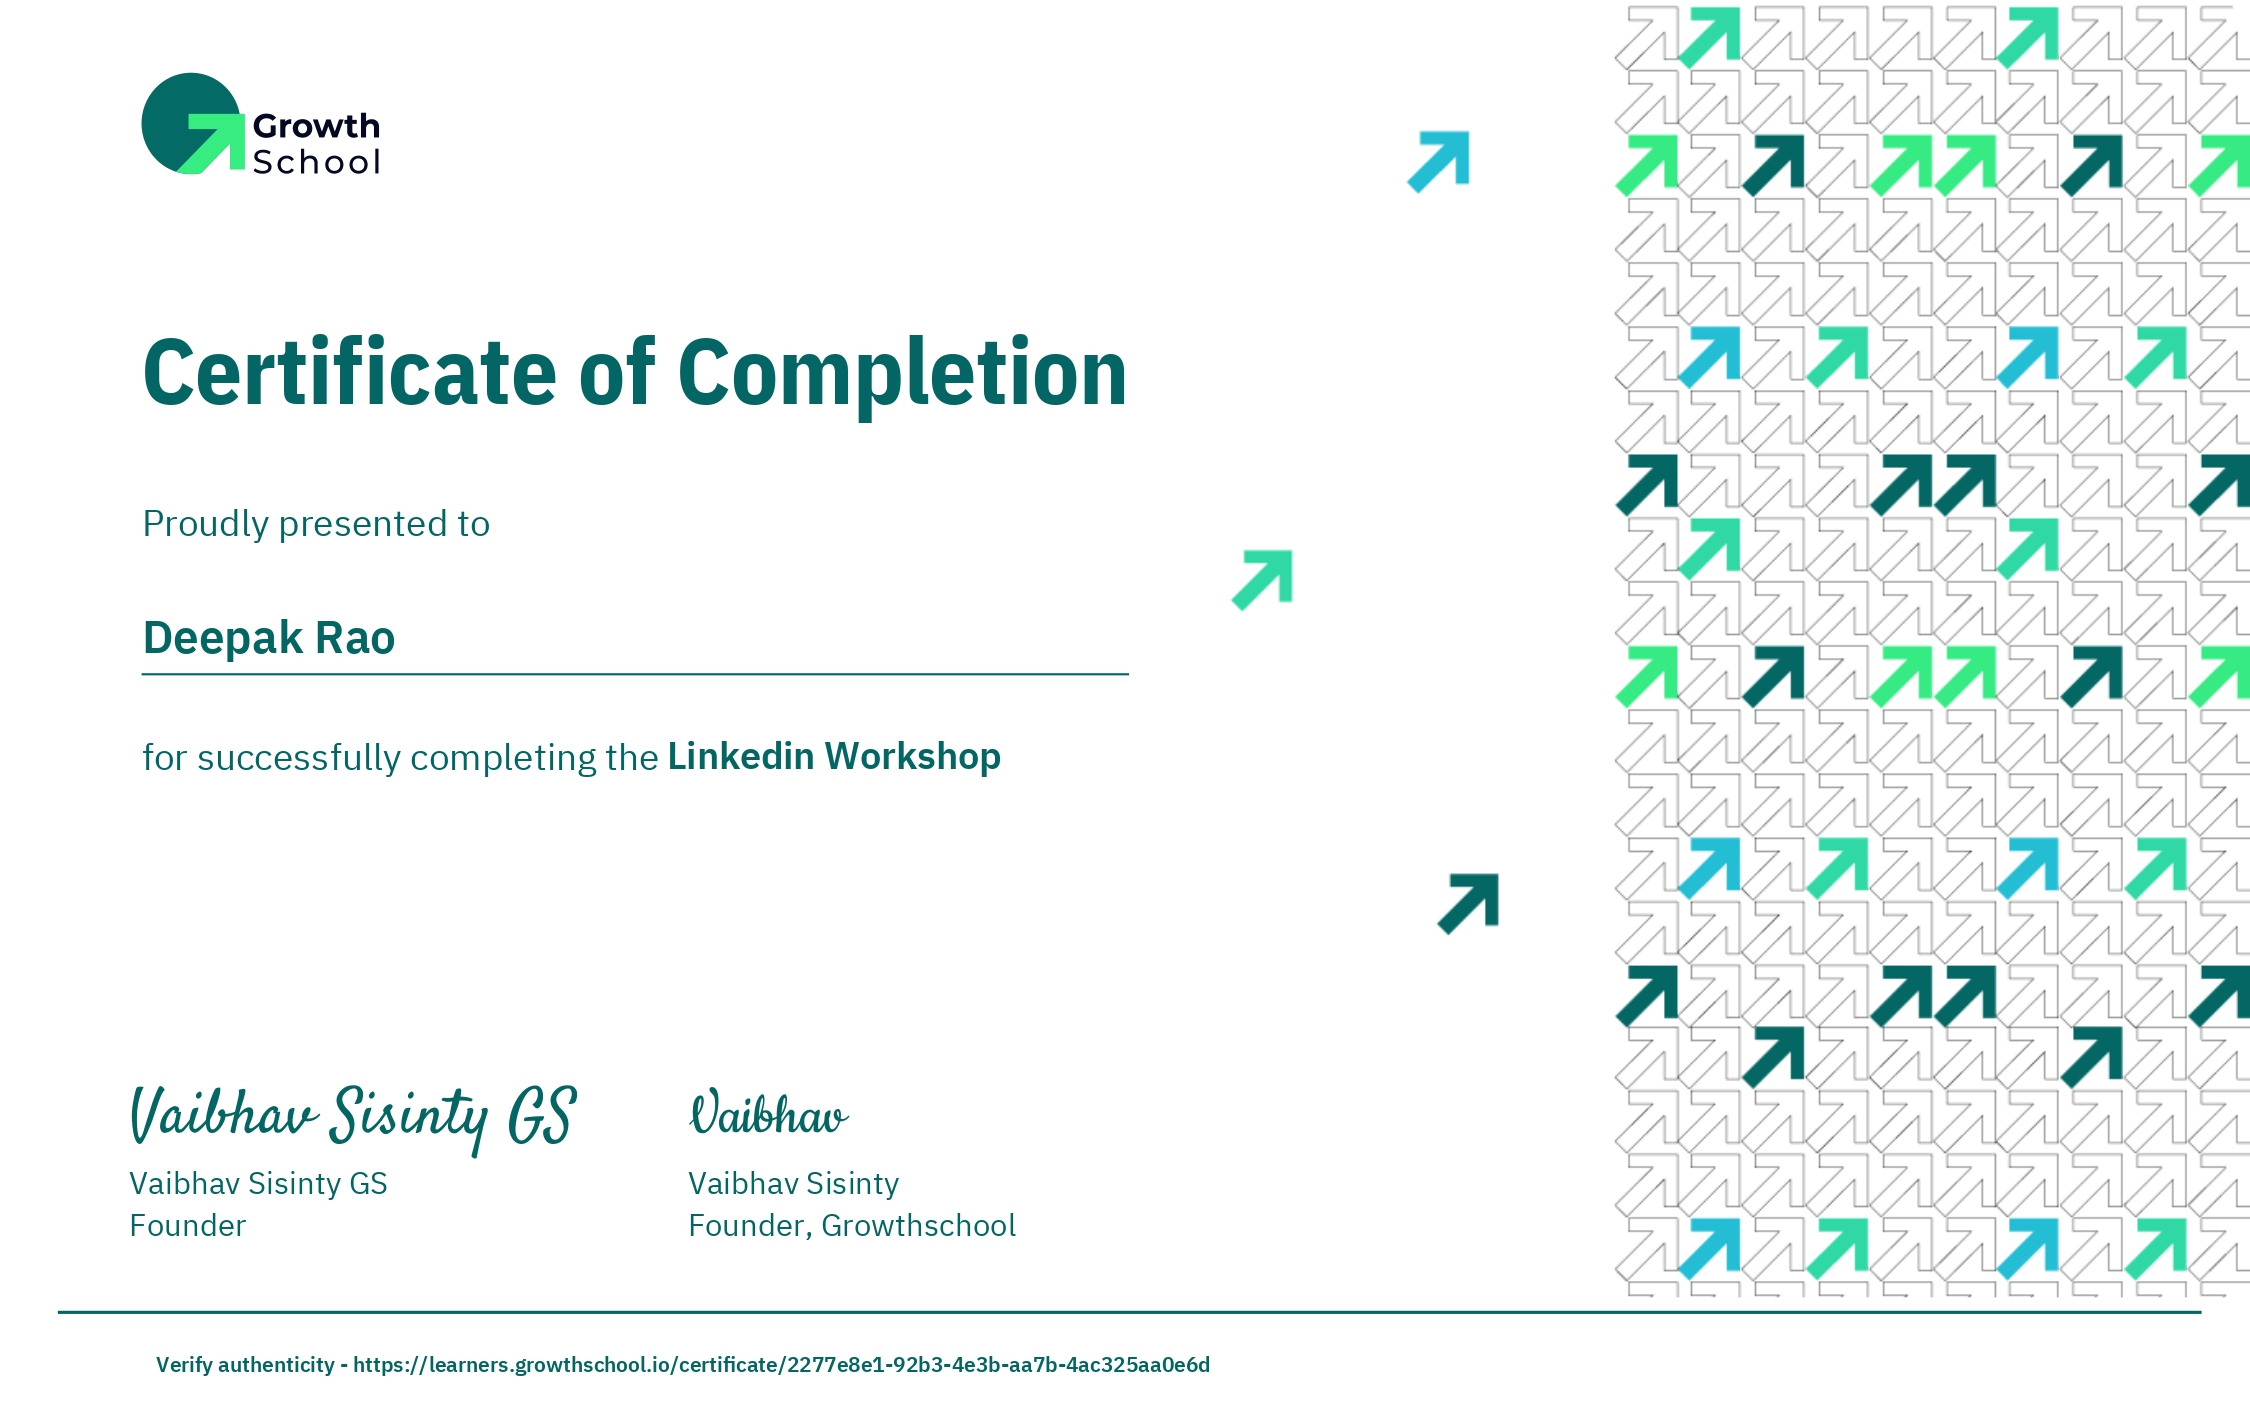 Growth
School
Certificate of Completion
Proudly presented to
Deepak Rao
for successfully completing the Linkedin Workshop
Vaibhav Sisinty GS
Vaibhav Sisinty GS
Founder
Vaibhav
Vaibhav Sisinty
Founder, Growthschool
Verify authenticity - https://learners.growthschool.io/certificate/2277e8e1-92b3-4e3b-aa7b-4ac325aa0e6d